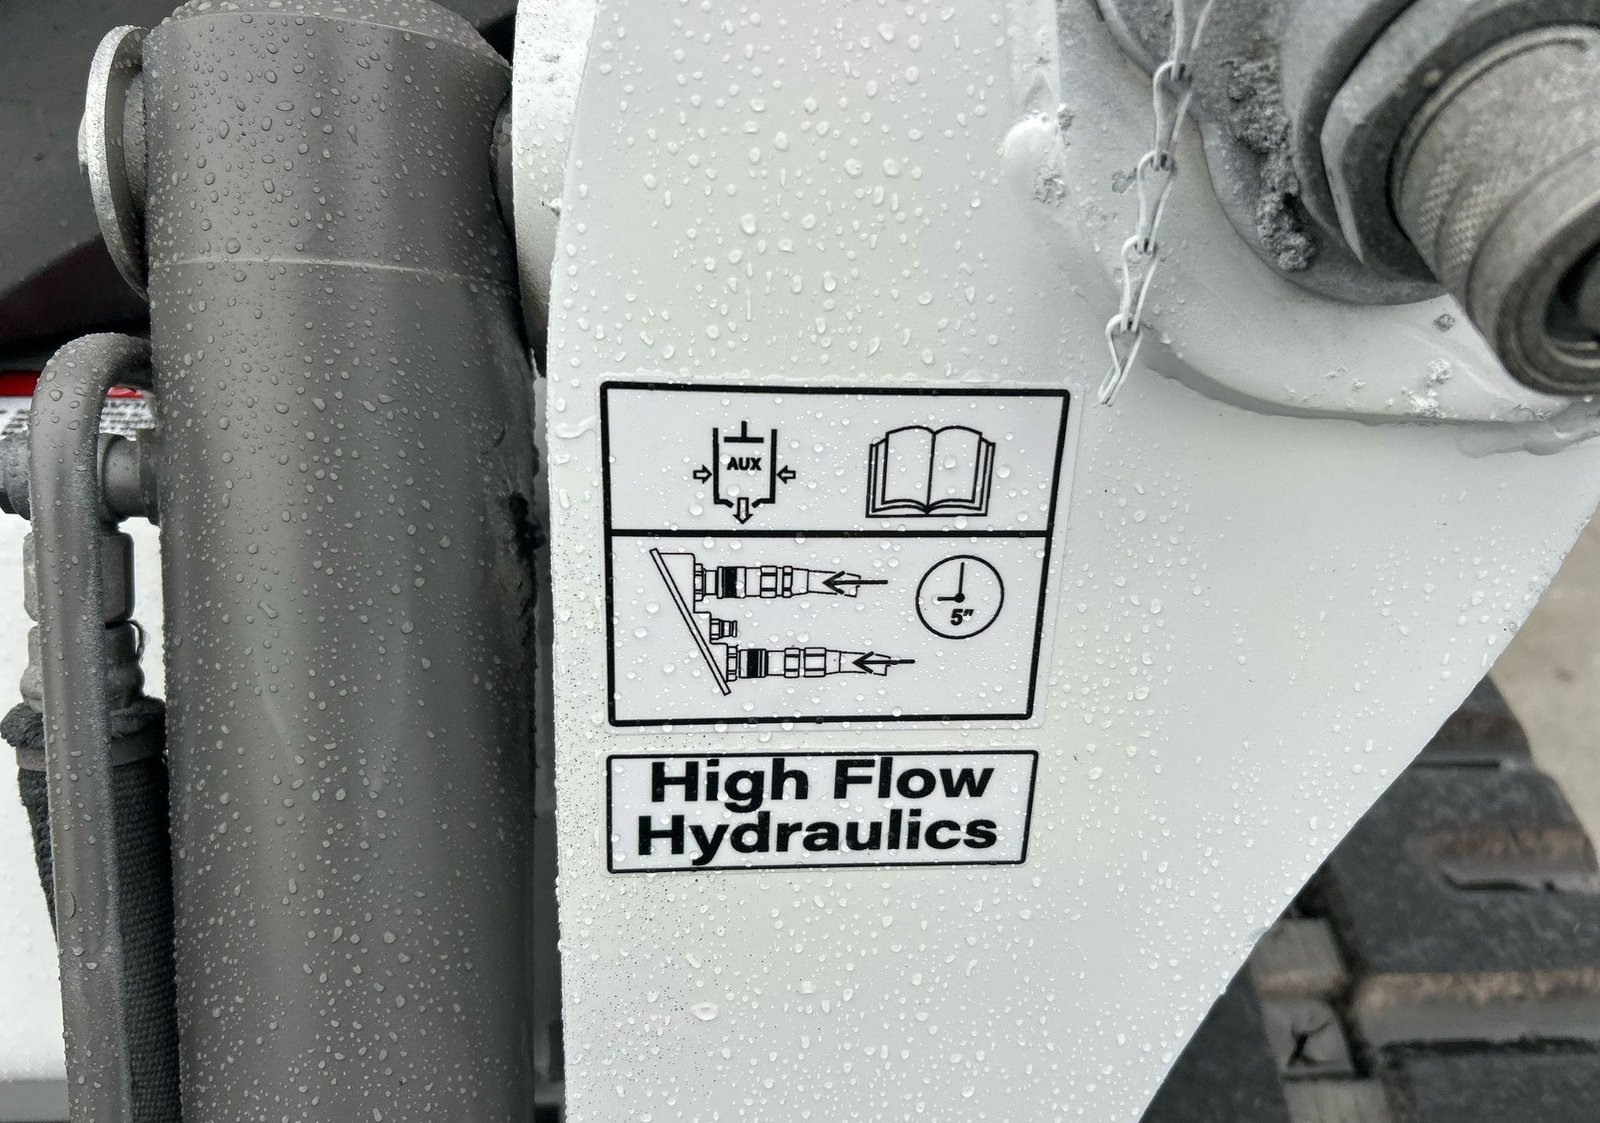 AUX
5"
High Flow
Hydraulics